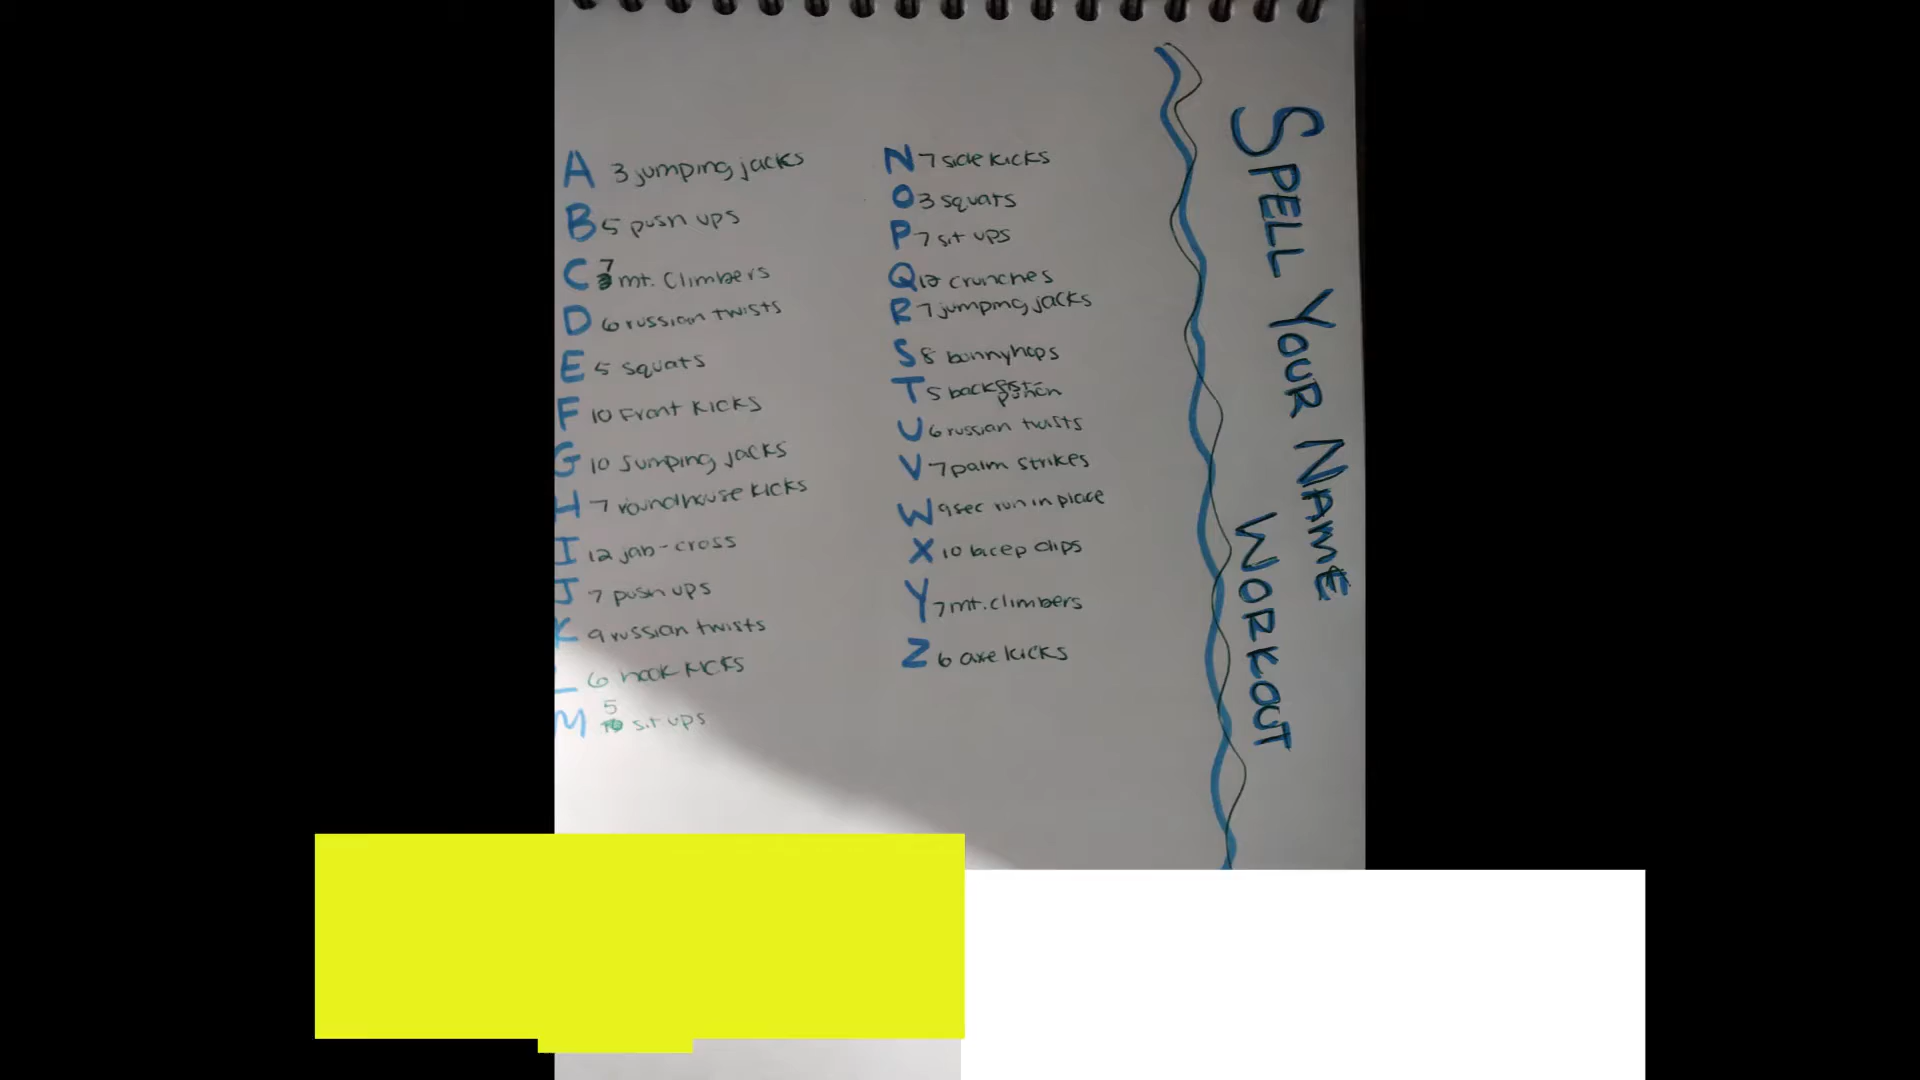 SPELL YOUR NAME
WORKOUT
A 3 jumping jacks
B 5 push ups
C 7 mt. Climbers
D 6 russian twists
E 5 squats
F 10 Front Kicks
G 10 Jumping Jacks
H 7 roundhouse kicks
I 12 jab-cross
J 7 push ups
K 9 russian twists
L 6 hook kicks
M 5 sit ups
N 7 side kicks
O 3 squats
P 7 sit ups
Q 12 crunches
R 7 jumping jacks
S 8 bunnyhops
T 5 backfist-punch
U 6 russian twists
V 7 palm strikes
W 9 sec run in place
X 10 bicep dips
Y 7 mt. climbers
Z 6 axe kicks